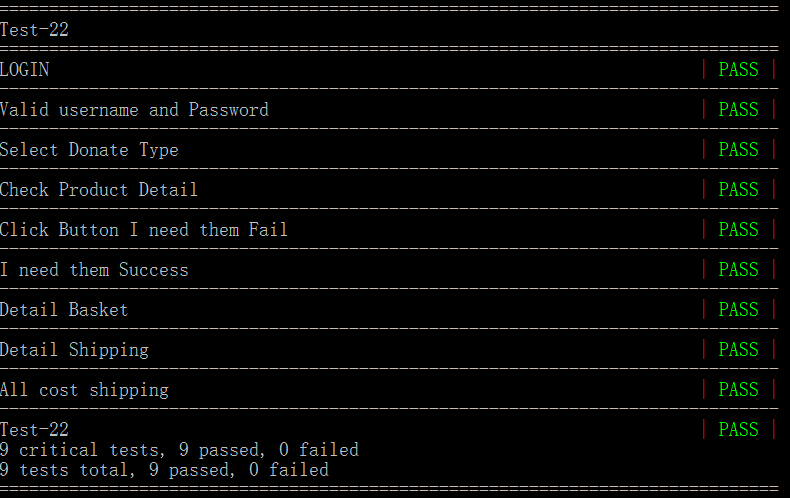 ==============================================================================
Test-22
==============================================================================
LOGIN | PASS |
------------------------------------------------------------------------------
Valid username and Password | PASS |
------------------------------------------------------------------------------
Select Donate Type | PASS |
------------------------------------------------------------------------------
Check Product Detail | PASS |
------------------------------------------------------------------------------
Click Button I need them Fail | PASS |
------------------------------------------------------------------------------
I need them Success | PASS |
------------------------------------------------------------------------------
Detail Basket | PASS |
------------------------------------------------------------------------------
Detail Shipping | PASS |
------------------------------------------------------------------------------
All cost shipping | PASS |
------------------------------------------------------------------------------
Test-22 | PASS |
9 critical tests, 9 passed, 0 failed
9 tests total, 9 passed, 0 failed
==============================================================================